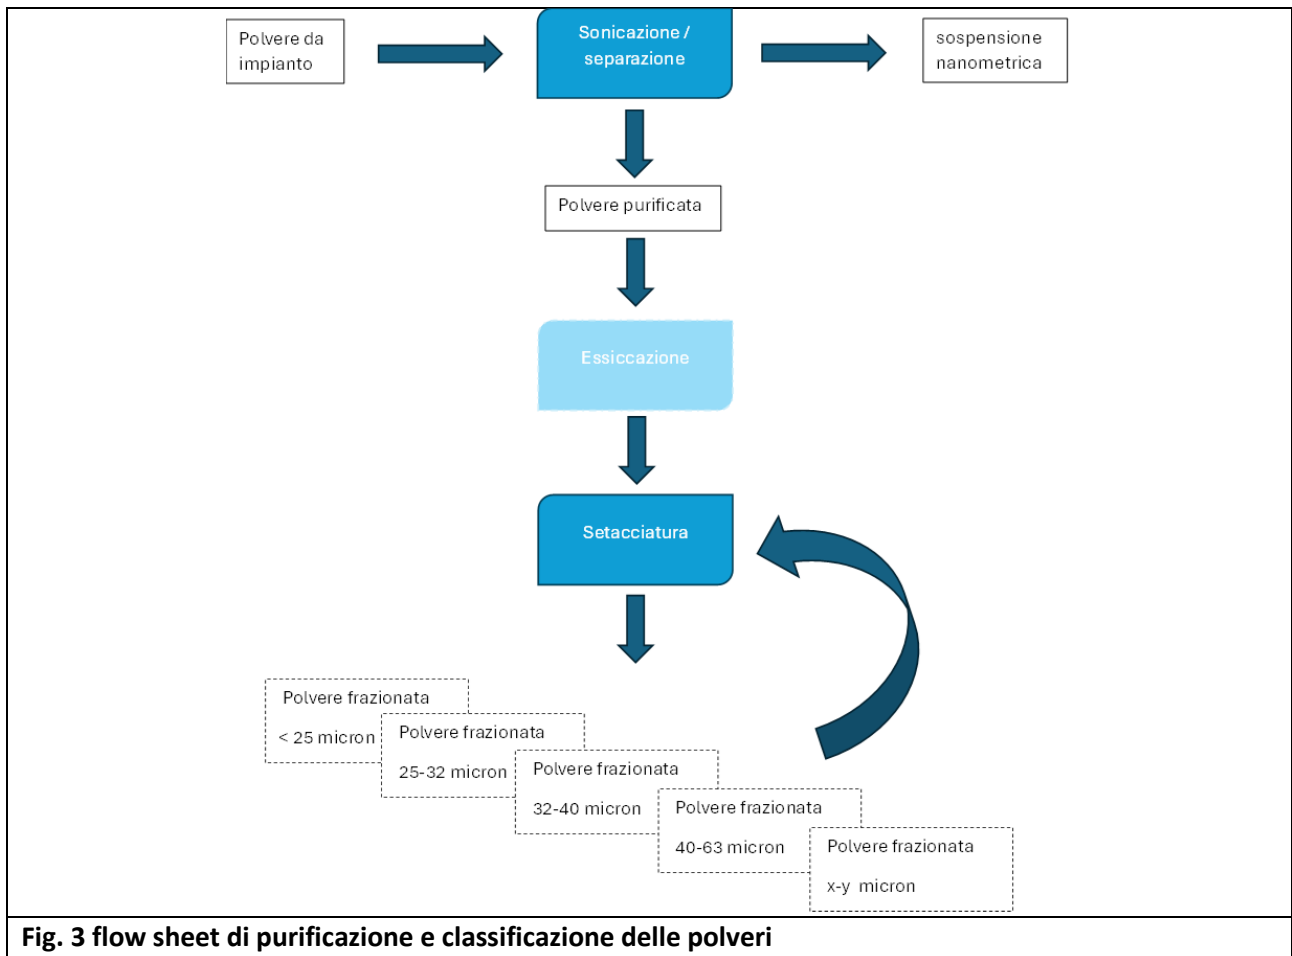 Polvere da
impianto
Sonicazione /
separazione
sospensione
nanometrica
Polvere purificata
Essiccazione
Setacciatura
Polvere frazionata
< 25 micron
Polvere frazionata
25-32 micron
Polvere frazionata
32-40 micron
Polvere frazionata
40-63 micron
Polvere frazionata
x-y micron
Fig. 3 flow sheet di purificazione e classificazione delle polveri